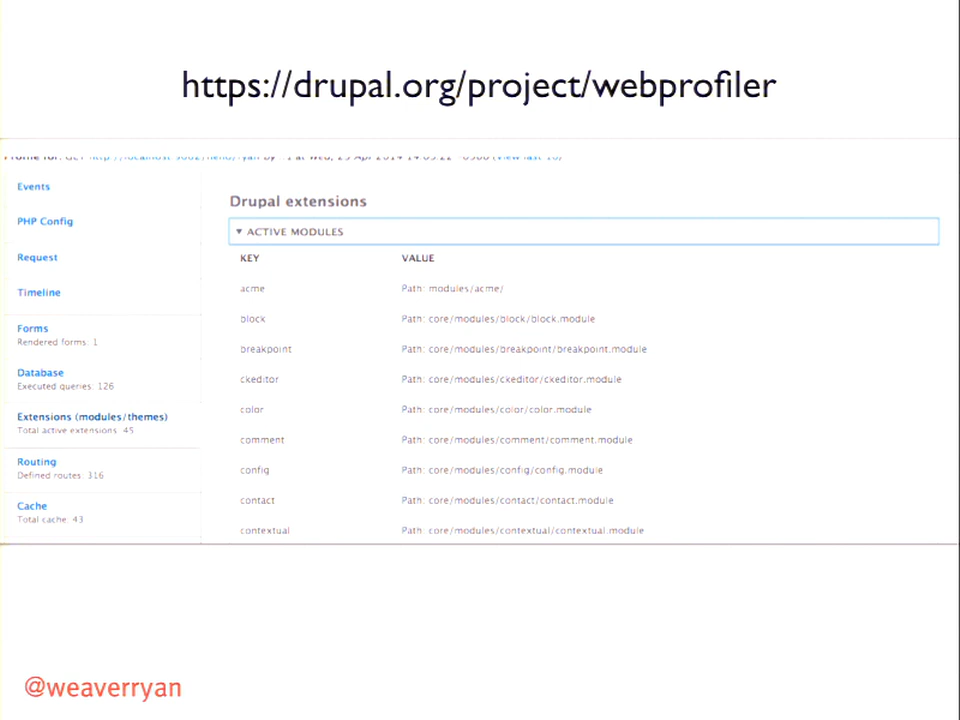 https://drupal.org/project/webprofiler
Events
PHP Config
Request
Timeline
Forms
Rendered forms: 1
Database
Executed queries: 126
Extensions (modules/themes)
Total active extensions: 45
Routing
Defined routes: 316
Cache
Total cache: 43
Drupal extensions
▾ ACTIVE MODULES
KEY VALUE
acme Path: modules/acme/
block Path: core/modules/block/block.module
breakpoint Path: core/modules/breakpoint/breakpoint.module
ckeditor Path: core/modules/ckeditor/ckeditor.module
color Path: core/modules/color/color.module
comment Path: core/modules/comment/comment.module
config Path: core/modules/config/config.module
contact Path: core/modules/contact/contact.module
contextual Path: core/modules/contextual/contextual.module
@weaverryan